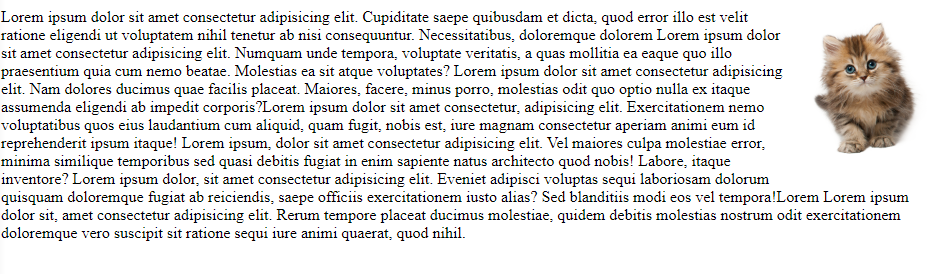 Lorem ipsum dolor sit amet consectetur adipisicing elit. Cupiditate saepe quibusdam et dicta, quod error illo est velit
ratione eligendi ut voluptatem nihil tenetur ab nisi consequuntur. Necessitatibus, doloremque dolorem Lorem ipsum dolor
sit amet consectetur adipisicing elit. Numquam unde tempora, voluptate veritatis, a quas mollitia ea eaque quo illo
praesentium quia cum nemo beatae. Molestias ea sit atque voluptates? Lorem ipsum dolor sit amet consectetur adipisicing
elit. Nam dolores ducimus quae facilis placeat. Maiores, facere, minus porro, molestias odit quo optio nulla ex itaque
assumenda eligendi ab impedit corporis?Lorem ipsum dolor sit amet consectetur, adipisicing elit. Exercitationem nemo
voluptatibus quos eius laudantium cum aliquid, quam fugit, nobis est, iure magnam consectetur aperiam animi eum id
reprehenderit ipsum itaque! Lorem ipsum, dolor sit amet consectetur adipisicing elit. Vel maiores culpa molestiae error,
minima similique temporibus sed quasi debitis fugiat in enim sapiente natus architecto quod nobis! Labore, itaque
inventore? Lorem ipsum dolor, sit amet consectetur adipisicing elit. Eveniet adipisci voluptas sequi laboriosam dolorum
quisquam doloremque fugiat ab reiciendis, saepe officiis exercitationem iusto alias? Sed blanditiis modi eos vel tempora!Lorem Lorem ipsum
dolor sit, amet consectetur adipisicing elit. Rerum tempore placeat ducimus molestiae, quidem debitis molestias nostrum odit exercitationem
doloremque vero suscipit sit ratione sequi iure animi quaerat, quod nihil.